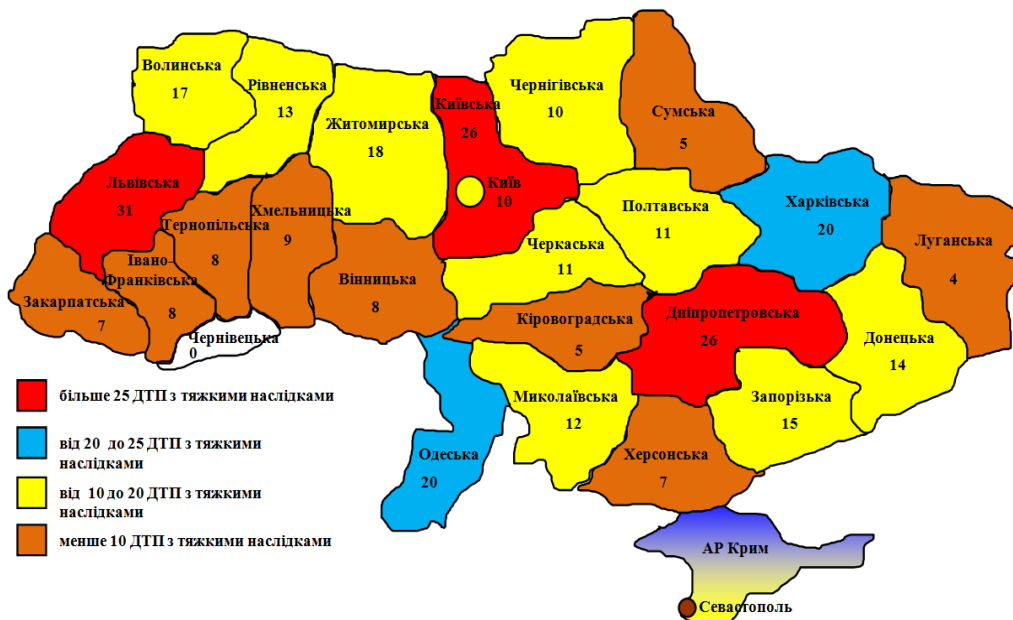 Волинська
17
Рівненська
13
Житомирська
18
Київська
26
Чернігівська
10
Сумська
5
Львівська
31
Тернопільська
8
Хмельницька
9
Київ
10
Полтавська
11
Харківська
20
Луганська
4
Черкаська
11
Вінницька
8
Івано-
Франківська
8
Закарпатська
7
Чернівецька
0
Кіровоградська
5
Дніпропетровська
26
Донецька
14
Миколаївська
12
Запорізька
15
Одеська
20
Херсонська
7
АР Крим
Севастополь
більше 25 ДТП з тяжкими наслідками
від 20 до 25 ДТП з тяжкими
наслідками
від 10 до 20 ДТП з тяжкими
наслідками
менше 10 ДТП з тяжкими наслідками